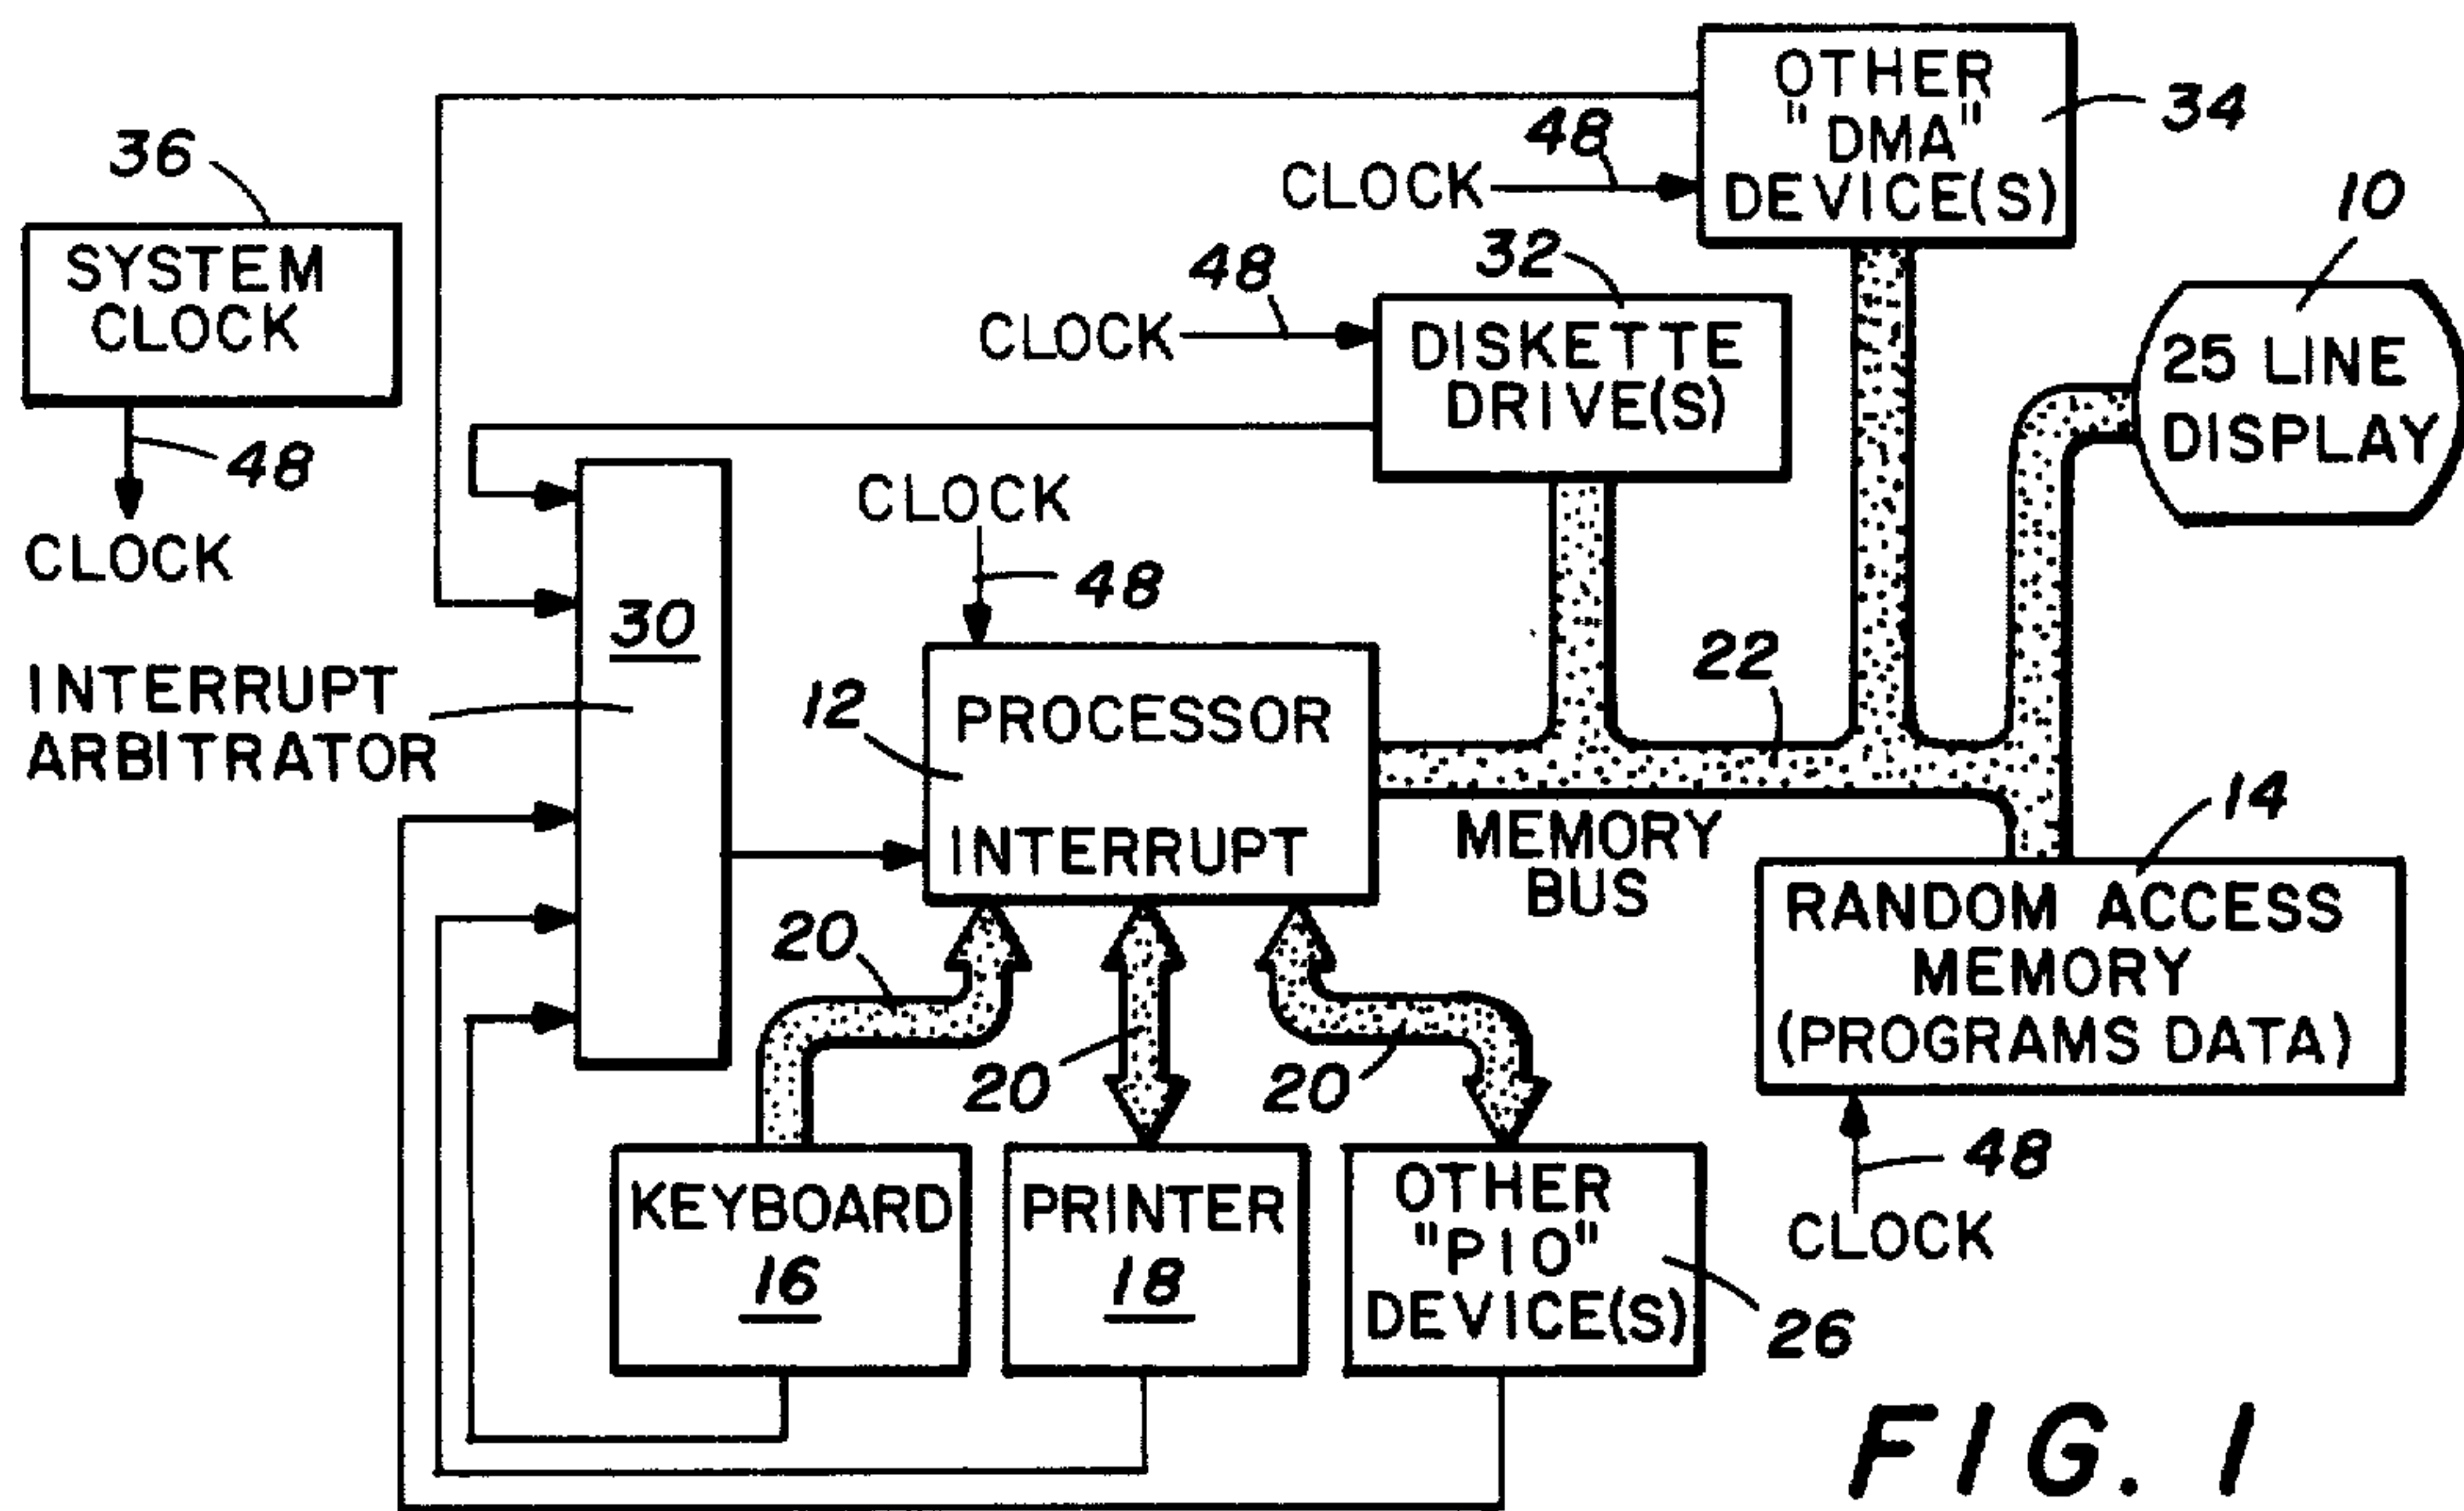 OTHER
"DMA"
DEVICE(S)
34
48
CLOCK
36
SYSTEM
CLOCK
48
CLOCK
10
25 LINE
DISPLAY
32
48
CLOCK
DISKETTE
DRIVE(S)
CLOCK
48
30
INTERRUPT
ARBITRATOR
12
PROCESSOR
INTERRUPT
22
MEMORY
BUS
14
RANDOM ACCESS
MEMORY
(PROGRAMS DATA)
48
CLOCK
20
20
20
KEYBOARD
16
PRINTER
18
OTHER
"PIO"
DEVICE(S)
26
FIG. 1